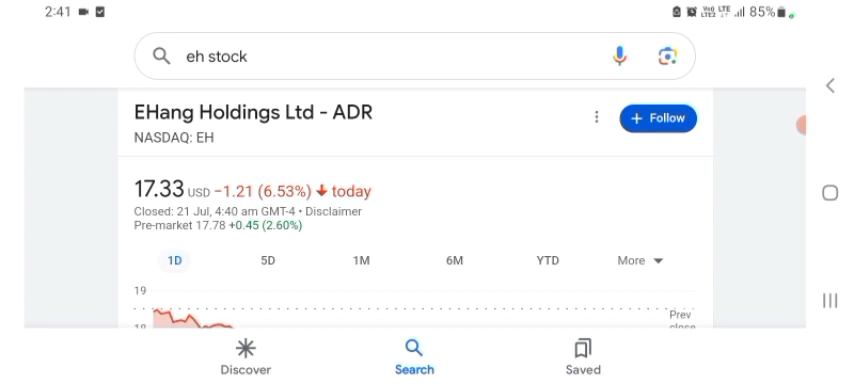 2:41 85%
eh stock
EHang Holdings Ltd - ADR
NASDAQ: EH
+ Follow
17.33 USD −1.21 (6.53%) today
Closed: 21 Jul, 4:40 am GMT-4 • Disclaimer
Pre-market 17.78 +0.45 (2.60%)
1D 5D 1M 6M YTD More
19
Prev
close
18
Discover Search Saved